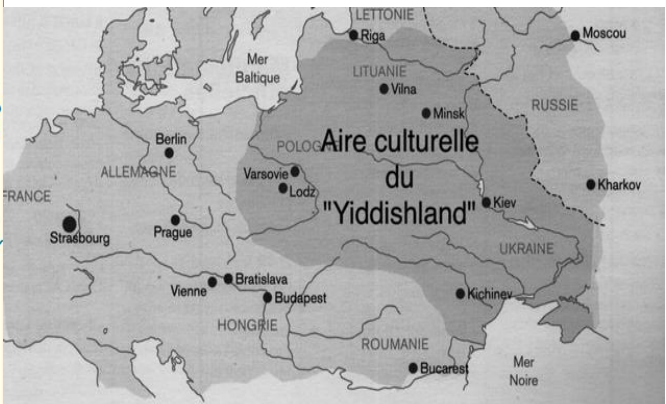 LETTONIE
Riga
Moscou
Mer
Baltique
LITUANIE
Vilna
Minsk
RUSSIE
Berlin
POLOGNE
Aire culturelle
du
"Yiddishland"
ALLEMAGNE
Varsovie
Lodz
Kharkov
FRANCE
Kiev
Strasbourg
Prague
UKRAINE
Vienne
Bratislava
Budapest
Kichinev
HONGRIE
ROUMANIE
Bucarest
Mer
Noire